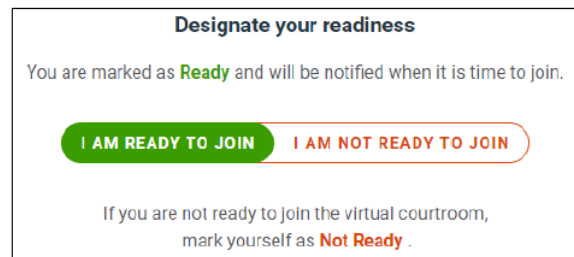 Designate your readiness
You are marked as Ready and will be notified when it is time to join.
I AM READY TO JOIN I AM NOT READY TO JOIN
If you are not ready to join the virtual courtroom,
mark yourself as Not Ready .